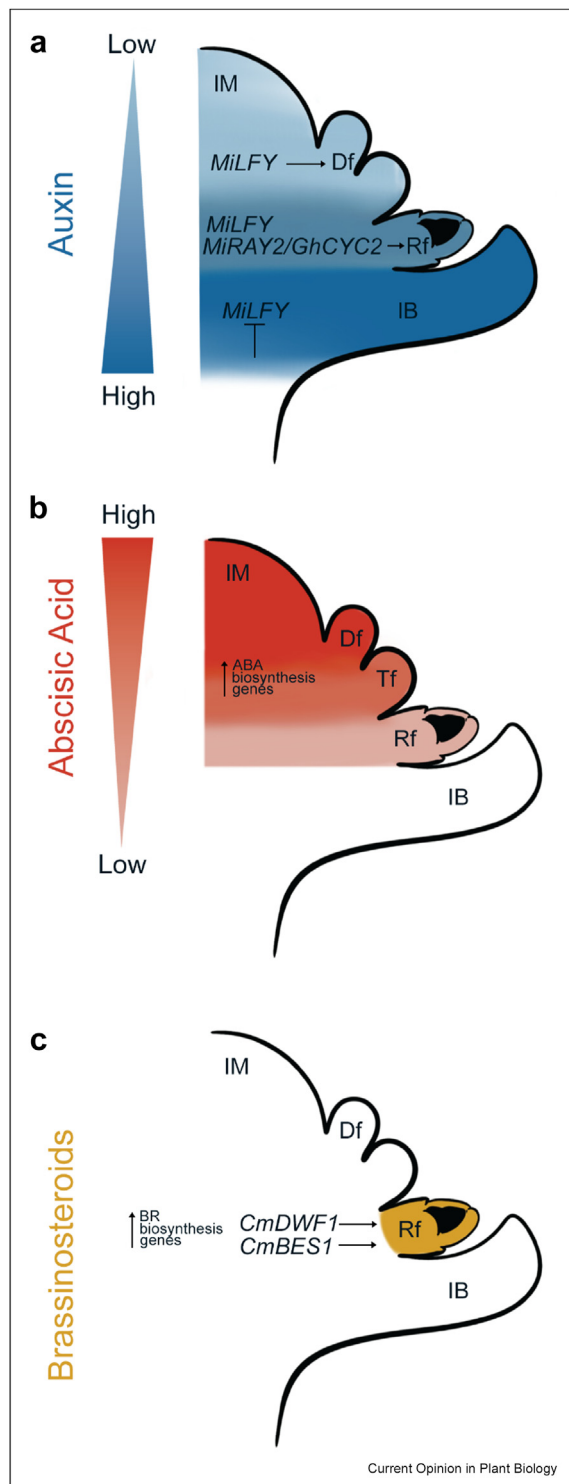 a
Low
Auxin
High
IM
MiLFY
Df
MiLFY
MiRAY2/GhCYC2
Rf
MiLFY
IB
b
High
Abscisic Acid
Low
IM
Df
ABA
biosynthesis
genes
Tf
Rf
IB
c
Brassinosteroids
IM
Df
BR
biosynthesis
genes
CmDWF1
CmBES1
Rf
IB
Current Opinion in Plant Biology